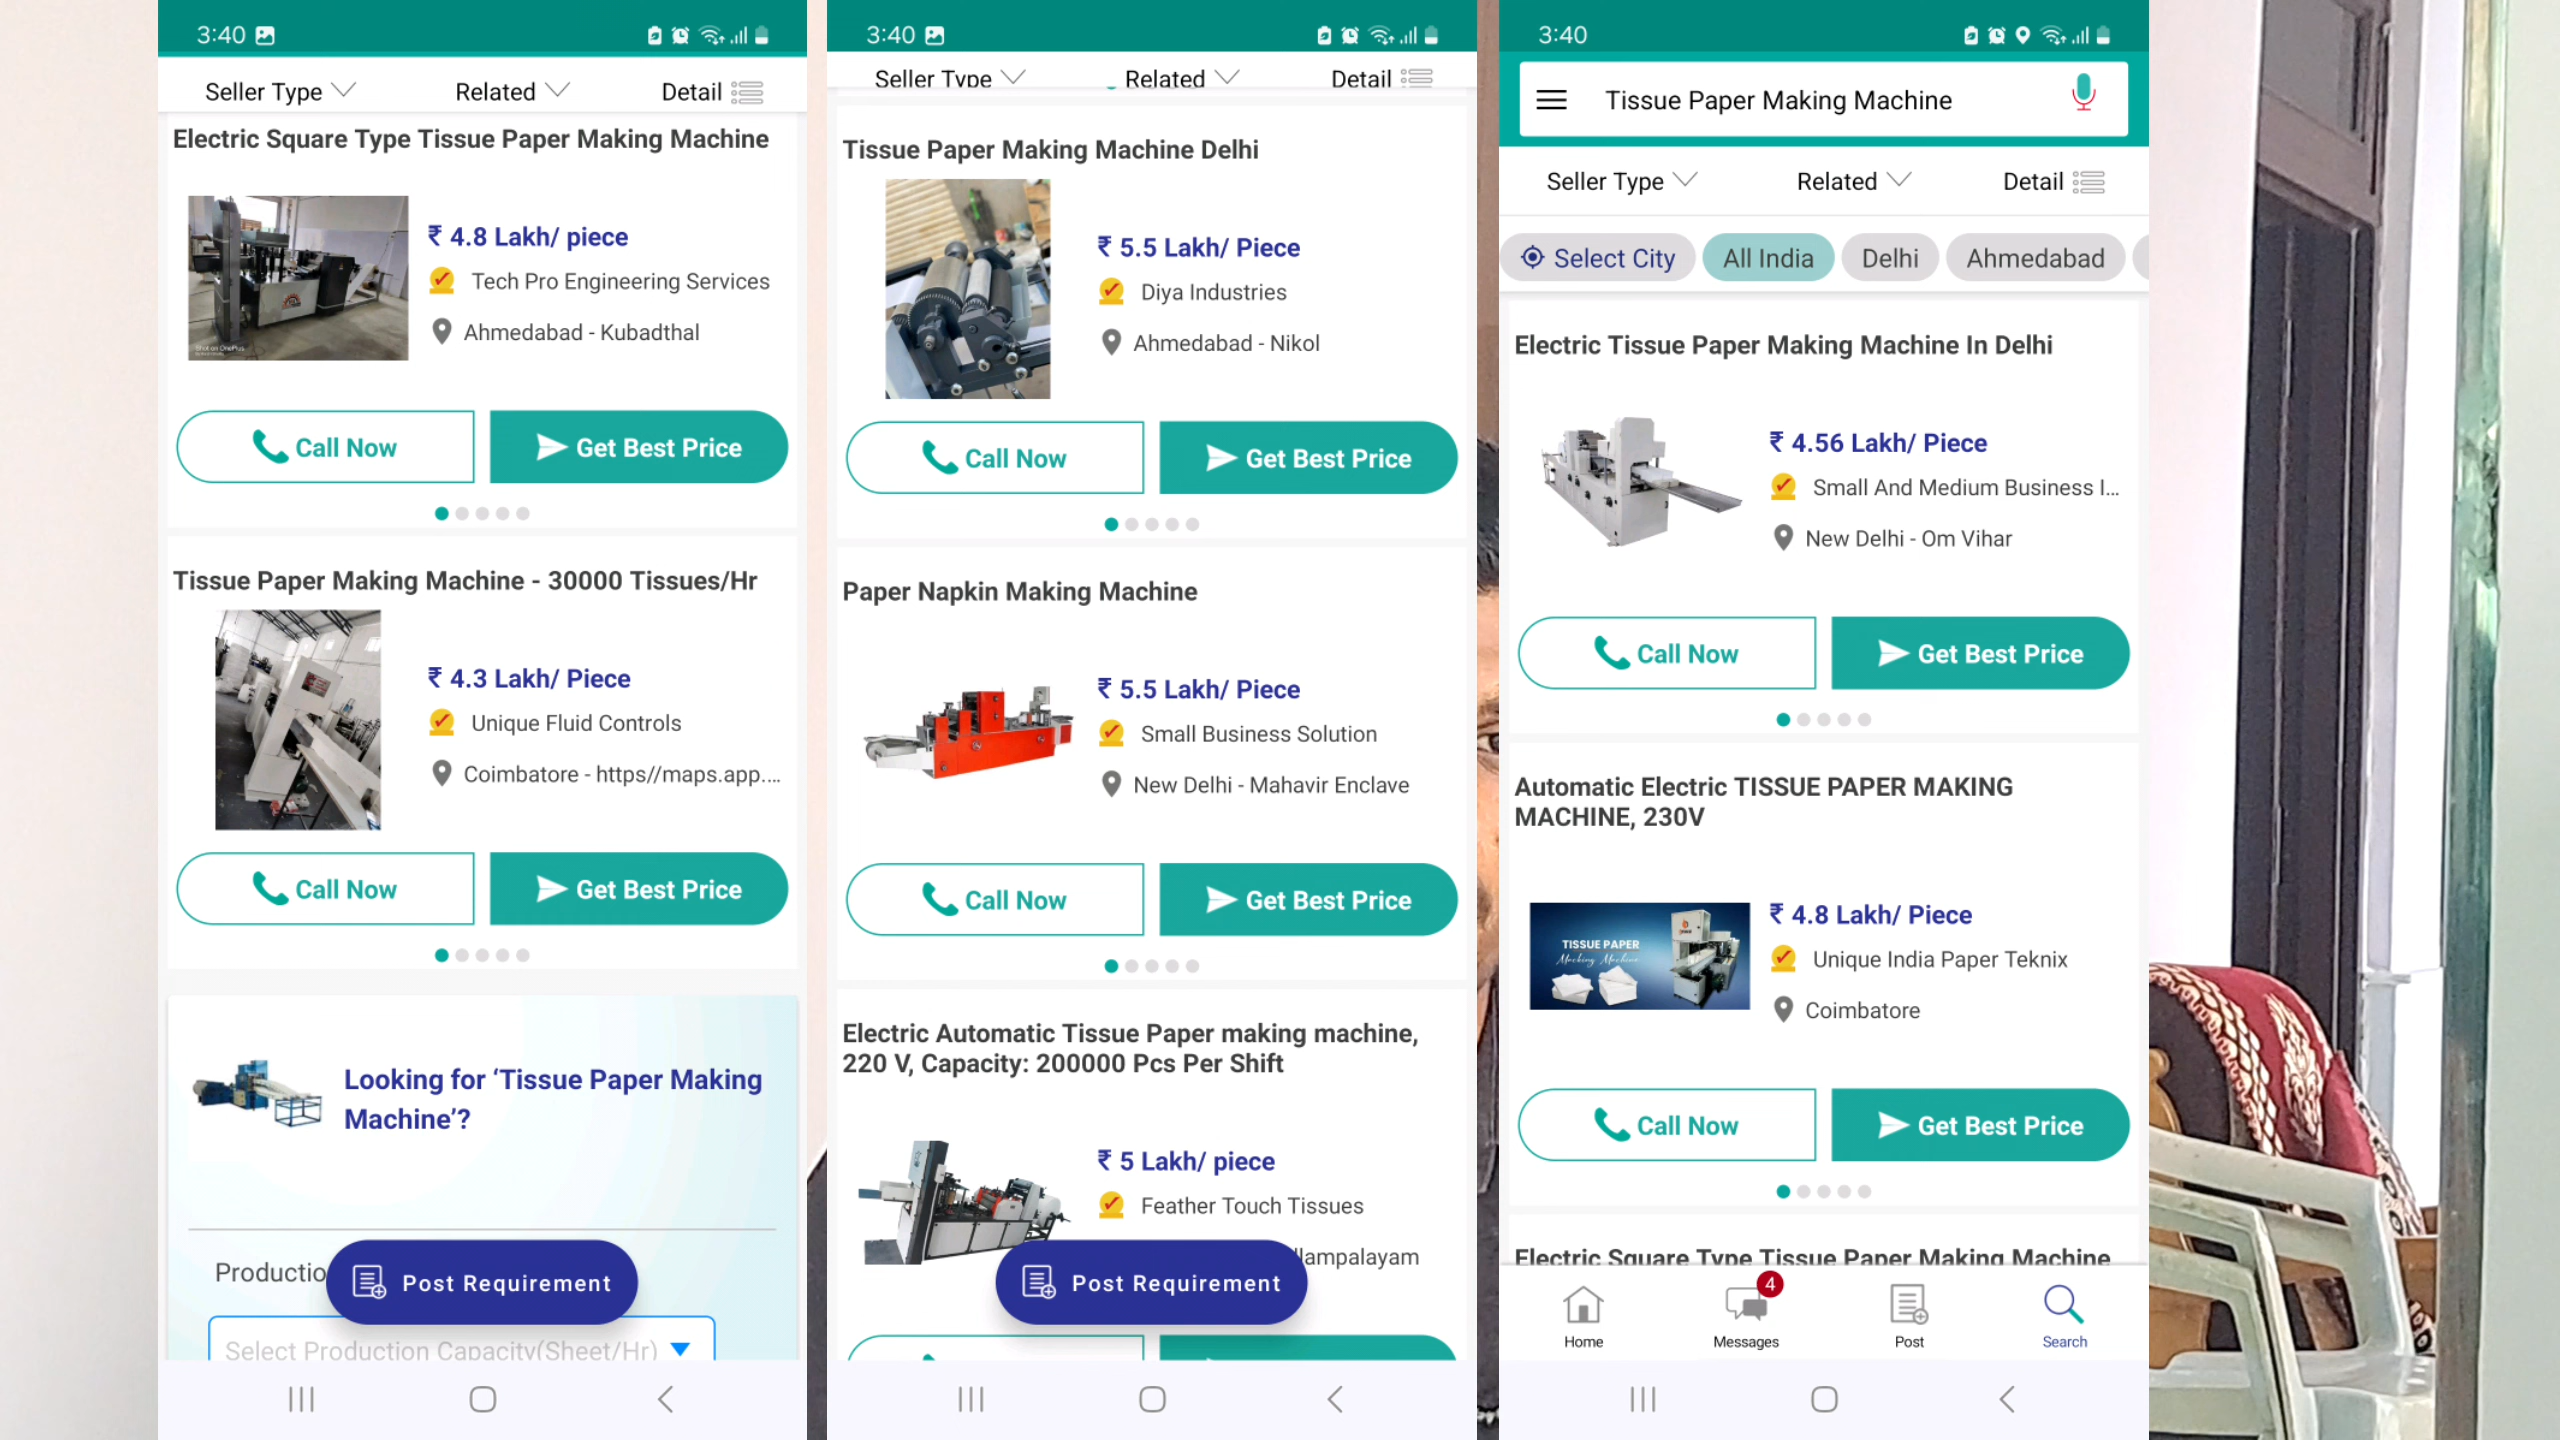 3:40
Seller Type
Related
Detail
Electric Square Type Tissue Paper Making Machine
₹ 4.8 Lakh/ piece
Tech Pro Engineering Services
Ahmedabad - Kubadthal
Shot on OnePlus
Call Now
Get Best Price
Tissue Paper Making Machine - 30000 Tissues/Hr
₹ 4.3 Lakh/ Piece
Unique Fluid Controls
Coimbatore - https//maps.app....
Call Now
Get Best Price
Looking for ‘Tissue Paper Making
Machine’?
Productio
Post Requirement
Select Production Capacity(Sheet/Hr)
3:40
Seller Type
Related
Detail
Tissue Paper Making Machine Delhi
₹ 5.5 Lakh/ Piece
Diya Industries
Ahmedabad - Nikol
Call Now
Get Best Price
Paper Napkin Making Machine
₹ 5.5 Lakh/ Piece
Small Business Solution
New Delhi - Mahavir Enclave
Call Now
Get Best Price
Electric Automatic Tissue Paper making machine,
220 V, Capacity: 200000 Pcs Per Shift
₹ 5 Lakh/ piece
Feather Touch Tissues
llampalayam
Post Requirement
3:40
Tissue Paper Making Machine
Seller Type
Related
Detail
Select City
All India
Delhi
Ahmedabad
Electric Tissue Paper Making Machine In Delhi
₹ 4.56 Lakh/ Piece
Small And Medium Business I...
New Delhi - Om Vihar
Call Now
Get Best Price
Automatic Electric TISSUE PAPER MAKING
MACHINE, 230V
TISSUE PAPER
Making Machine
₹ 4.8 Lakh/ Piece
Unique India Paper Teknix
Coimbatore
Call Now
Get Best Price
Electric Square Type Tissue Paper Making Machine
4
Home
Messages
Post
Search